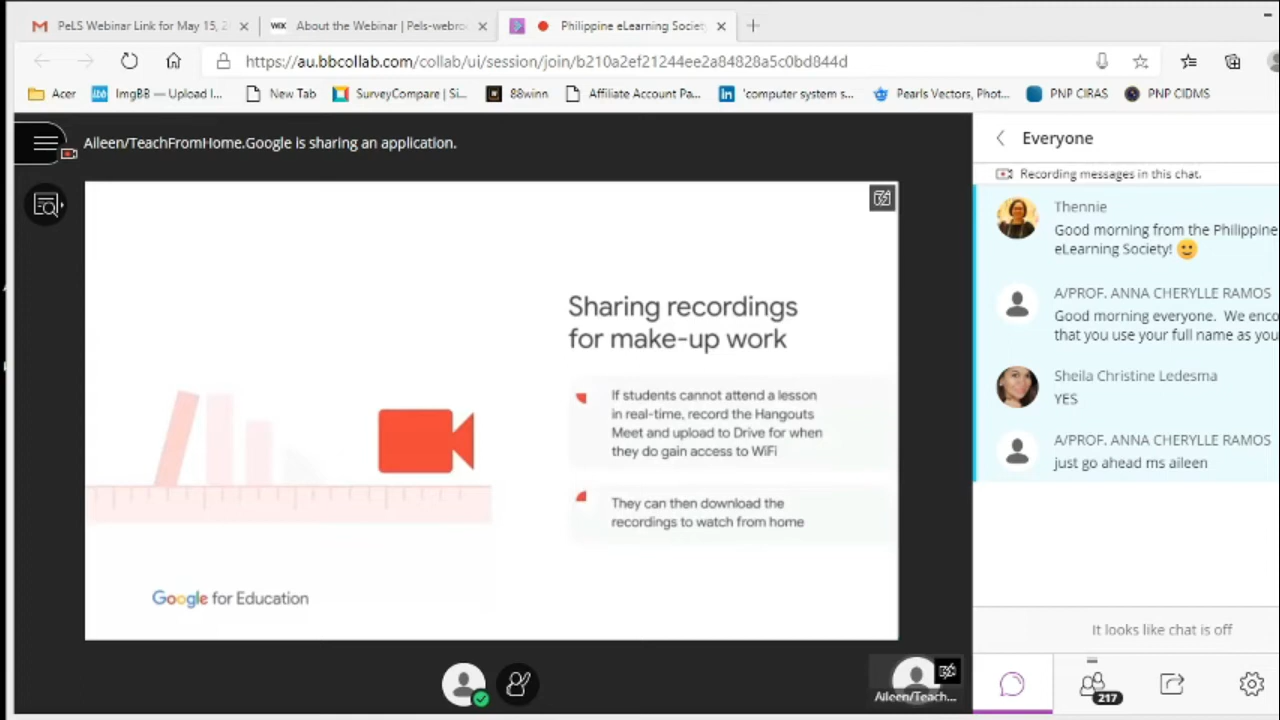 PeLS Webinar Link for May 15, 2
WiX About the Webinar | Pels-webro
Philippine eLearning Societ
https://au.bbcollab.com/collab/ui/session/join/b210a2ef21244ee2a84828a5c0bd844d
Acer
ImgBB — Upload I...
New Tab
SurveyCompare | Si...
88winn
Affiliate Account Pa...
'computer system s...
Pearls Vectors, Phot...
PNP CIRAS
PNP CIDMS
Aileen/TeachFromHome.Google is sharing an application.
Sharing recordings
for make-up work
If students cannot attend a lesson
in real-time, record the Hangouts
Meet and upload to Drive for when
they do gain access to WiFi
They can then download the
recordings to watch from home
Google for Education
Aileen/Teach...
Everyone
Recording messages in this chat.
Thennie
Good morning from the Philippine
eLearning Society!
A/PROF. ANNA CHERYLLE RAMOS
Good morning everyone. We enco
that you use your full name as you
Sheila Christine Ledesma
YES
A/PROF. ANNA CHERYLLE RAMOS
just go ahead ms aileen
It looks like chat is off
217